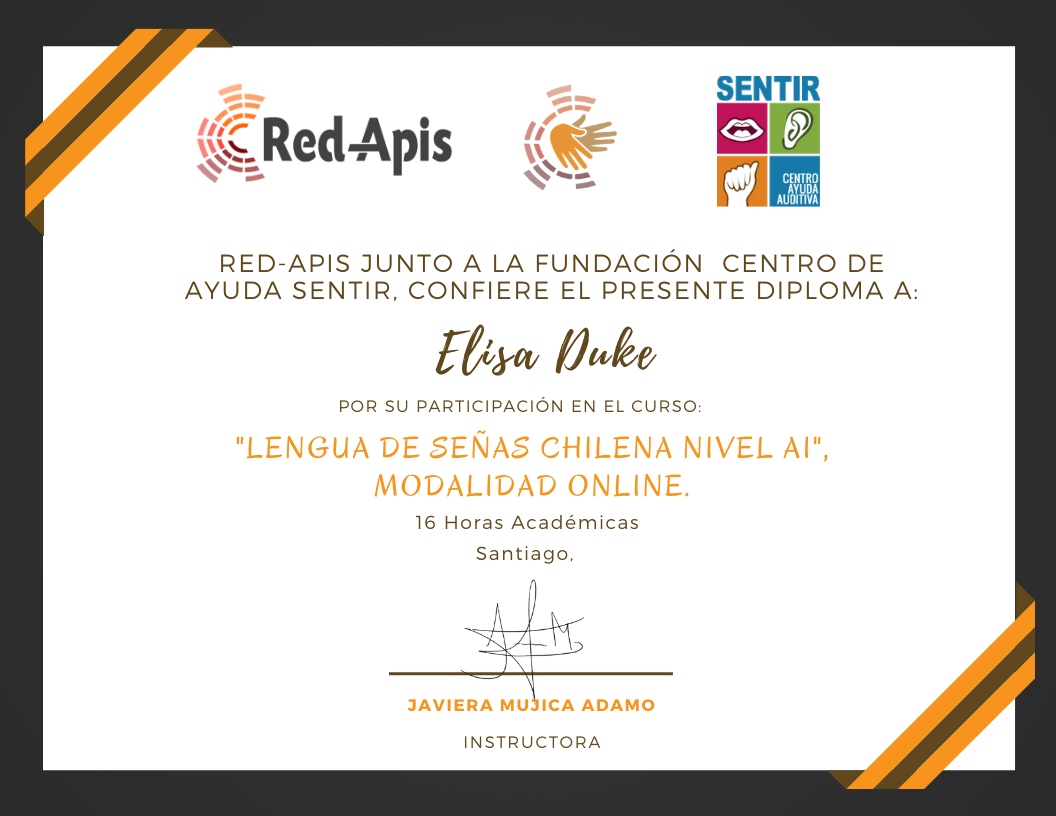 Red-Apis
SENTIR
CENTRO
AYUDA
AUDITIVA
RED-APIS JUNTO A LA FUNDACIÓN CENTRO DE
AYUDA SENTIR, CONFIERE EL PRESENTE DIPLOMA A:
Elisa Duke
POR SU PARTICIPACIÓN EN EL CURSO:
"LENGUA DE SEÑAS CHILENA NIVEL AI",
MODALIDAD ONLINE.
16 Horas Académicas
Santiago,
JAVIERA MUJICA ADAMO
INSTRUCTORA